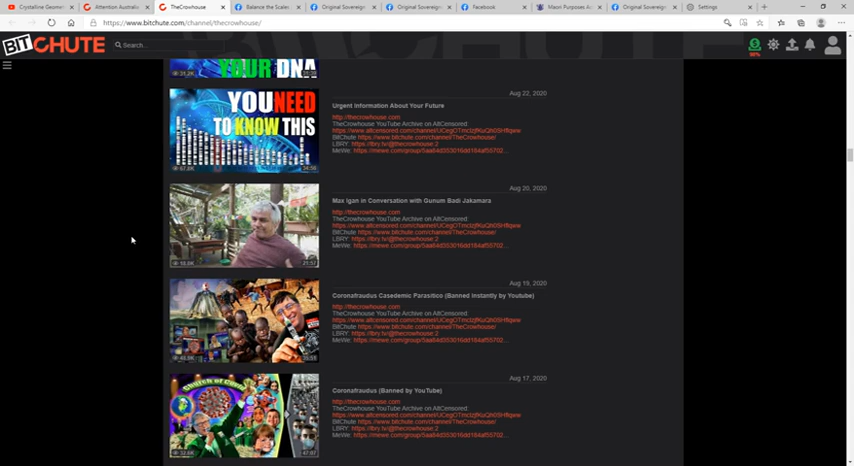 Crystalline Geome
Attention Australi
TheCrowhouse
Balance the Scale
Original Sovereign
Original Sovereign
Facebook
Original Sovereign
Settings
https://www.bitchute.com/channel/thecrowhouse/
BITCHUTE
Search...
YOUR DNA
Aug 22, 2020
YOU NEED
TO KNOW THIS
Urgent Information About Your Future
http://thecrowhouse.com
TheCrowhouse YouTube Archive on AltCensored:
BitChute https://www.bitchute.com/channel/TheCrowhouse/
LBRY: https://lbry.tv/@thecrowhouse:2
Aug 20, 2020
Max Igan in Conversation with Gunum Badi Jakamara
http://thecrowhouse.com
TheCrowhouse YouTube Archive on AltCensored:
BitChute https://www.bitchute.com/channel/TheCrowhouse/
LBRY: https://lbry.tv/@thecrowhouse:2
21:57
Aug 19, 2020
Coronafraudus Casedemic Parasitico (Banned Instantly by Youtube)
http://thecrowhouse.com
TheCrowhouse YouTube Archive on AltCensored:
BitChute https://www.bitchute.com/channel/TheCrowhouse/
LBRY: https://lbry.tv/@thecrowhouse:2
Aug 17, 2020
Church of Covid
Coronafraudus (Banned by YouTube)
http://thecrowhouse.com
TheCrowhouse YouTube Archive on AltCensored:
BitChute https://www.bitchute.com/channel/TheCrowhouse/
LBRY: https://lbry.tv/@thecrowhouse:2